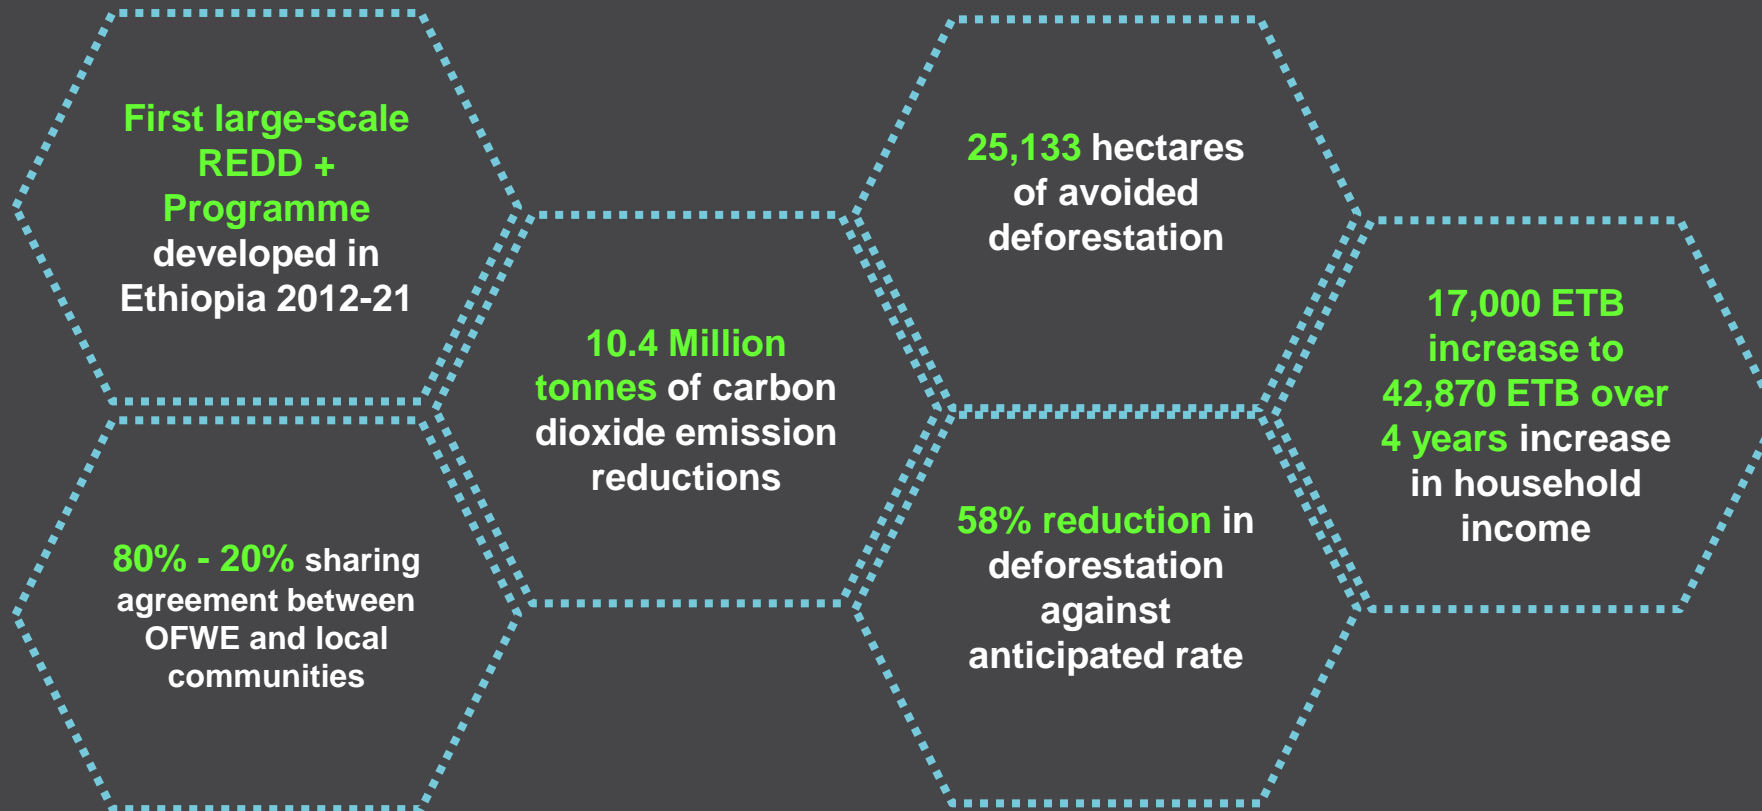 First large-scale
REDD +
Programme
developed in
Ethiopia 2012-21
80% - 20% sharing
agreement between
OFWE and local
communities
10.4 Million
tonnes of carbon
dioxide emission
reductions
25,133 hectares
of avoided
deforestation
58% reduction in
deforestation
against
anticipated rate
17,000 ETB
increase to
42,870 ETB over
4 years increase
in household
income